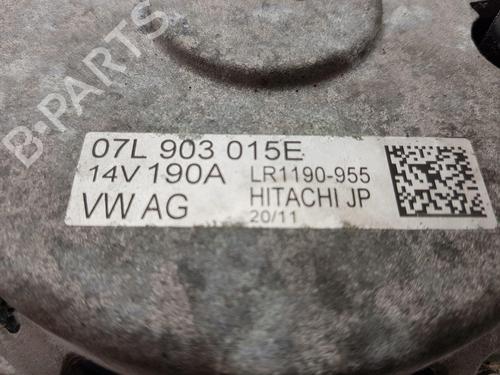 B-PARTS
07L 903 015E
14V 190A LR1190-955
VW AG HITACHI JP
20/11